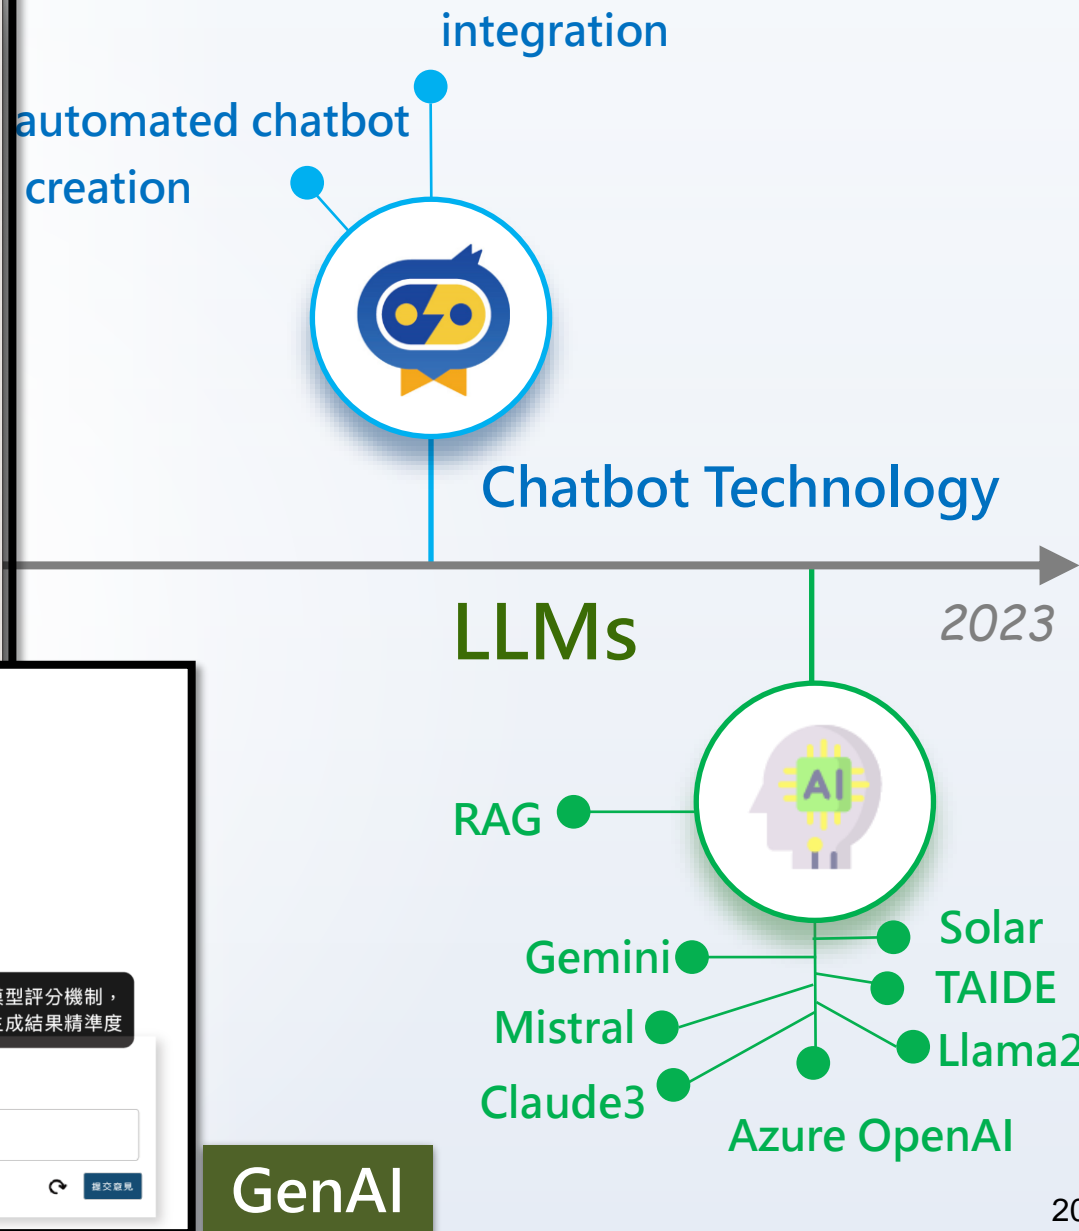 integration
automated chatbot
creation
Chatbot Technology
LLMs
2023
AI
RAG
Solar
Gemini
TAIDE
Mistral
Llama2
Claude3
Azure OpenAI
型評分機制，
成結果精準度
提交意見
GenAI
20